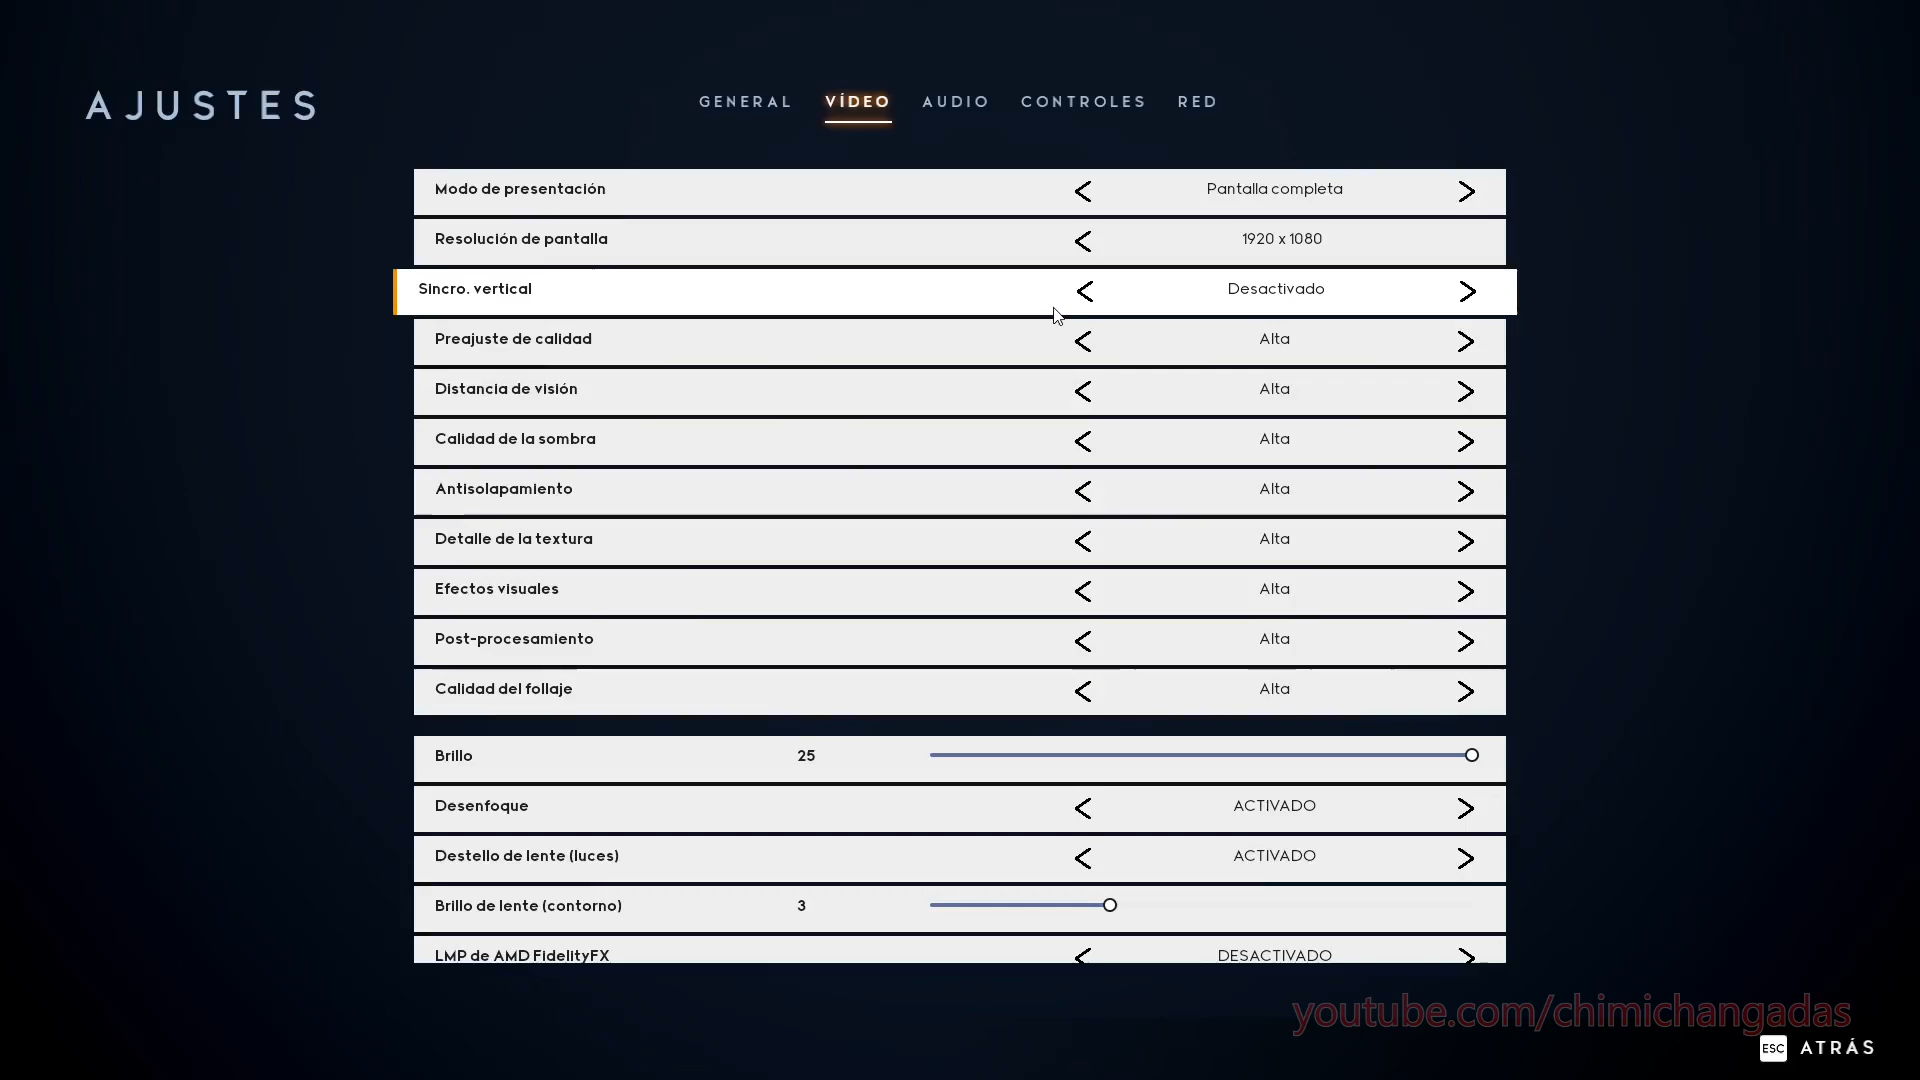 AJUSTES
GENERAL VÍDEO AUDIO CONTROLES RED
Modo de presentación Pantalla completa
Resolución de pantalla 1920 x 1080
Sincro. vertical Desactivado
Preajuste de calidad Alta
Distancia de visión Alta
Calidad de la sombra Alta
Antisolapamiento Alta
Detalle de la textura Alta
Efectos visuales Alta
Post-procesamiento Alta
Calidad del follaje Alta
Brillo 25
Desenfoque ACTIVADO
Destello de lente (luces) ACTIVADO
Brillo de lente (contorno) 3
LMP de AMD FidelityFX DESACTIVADO
youtube.com/chimichangadas
ESC ATRÁS